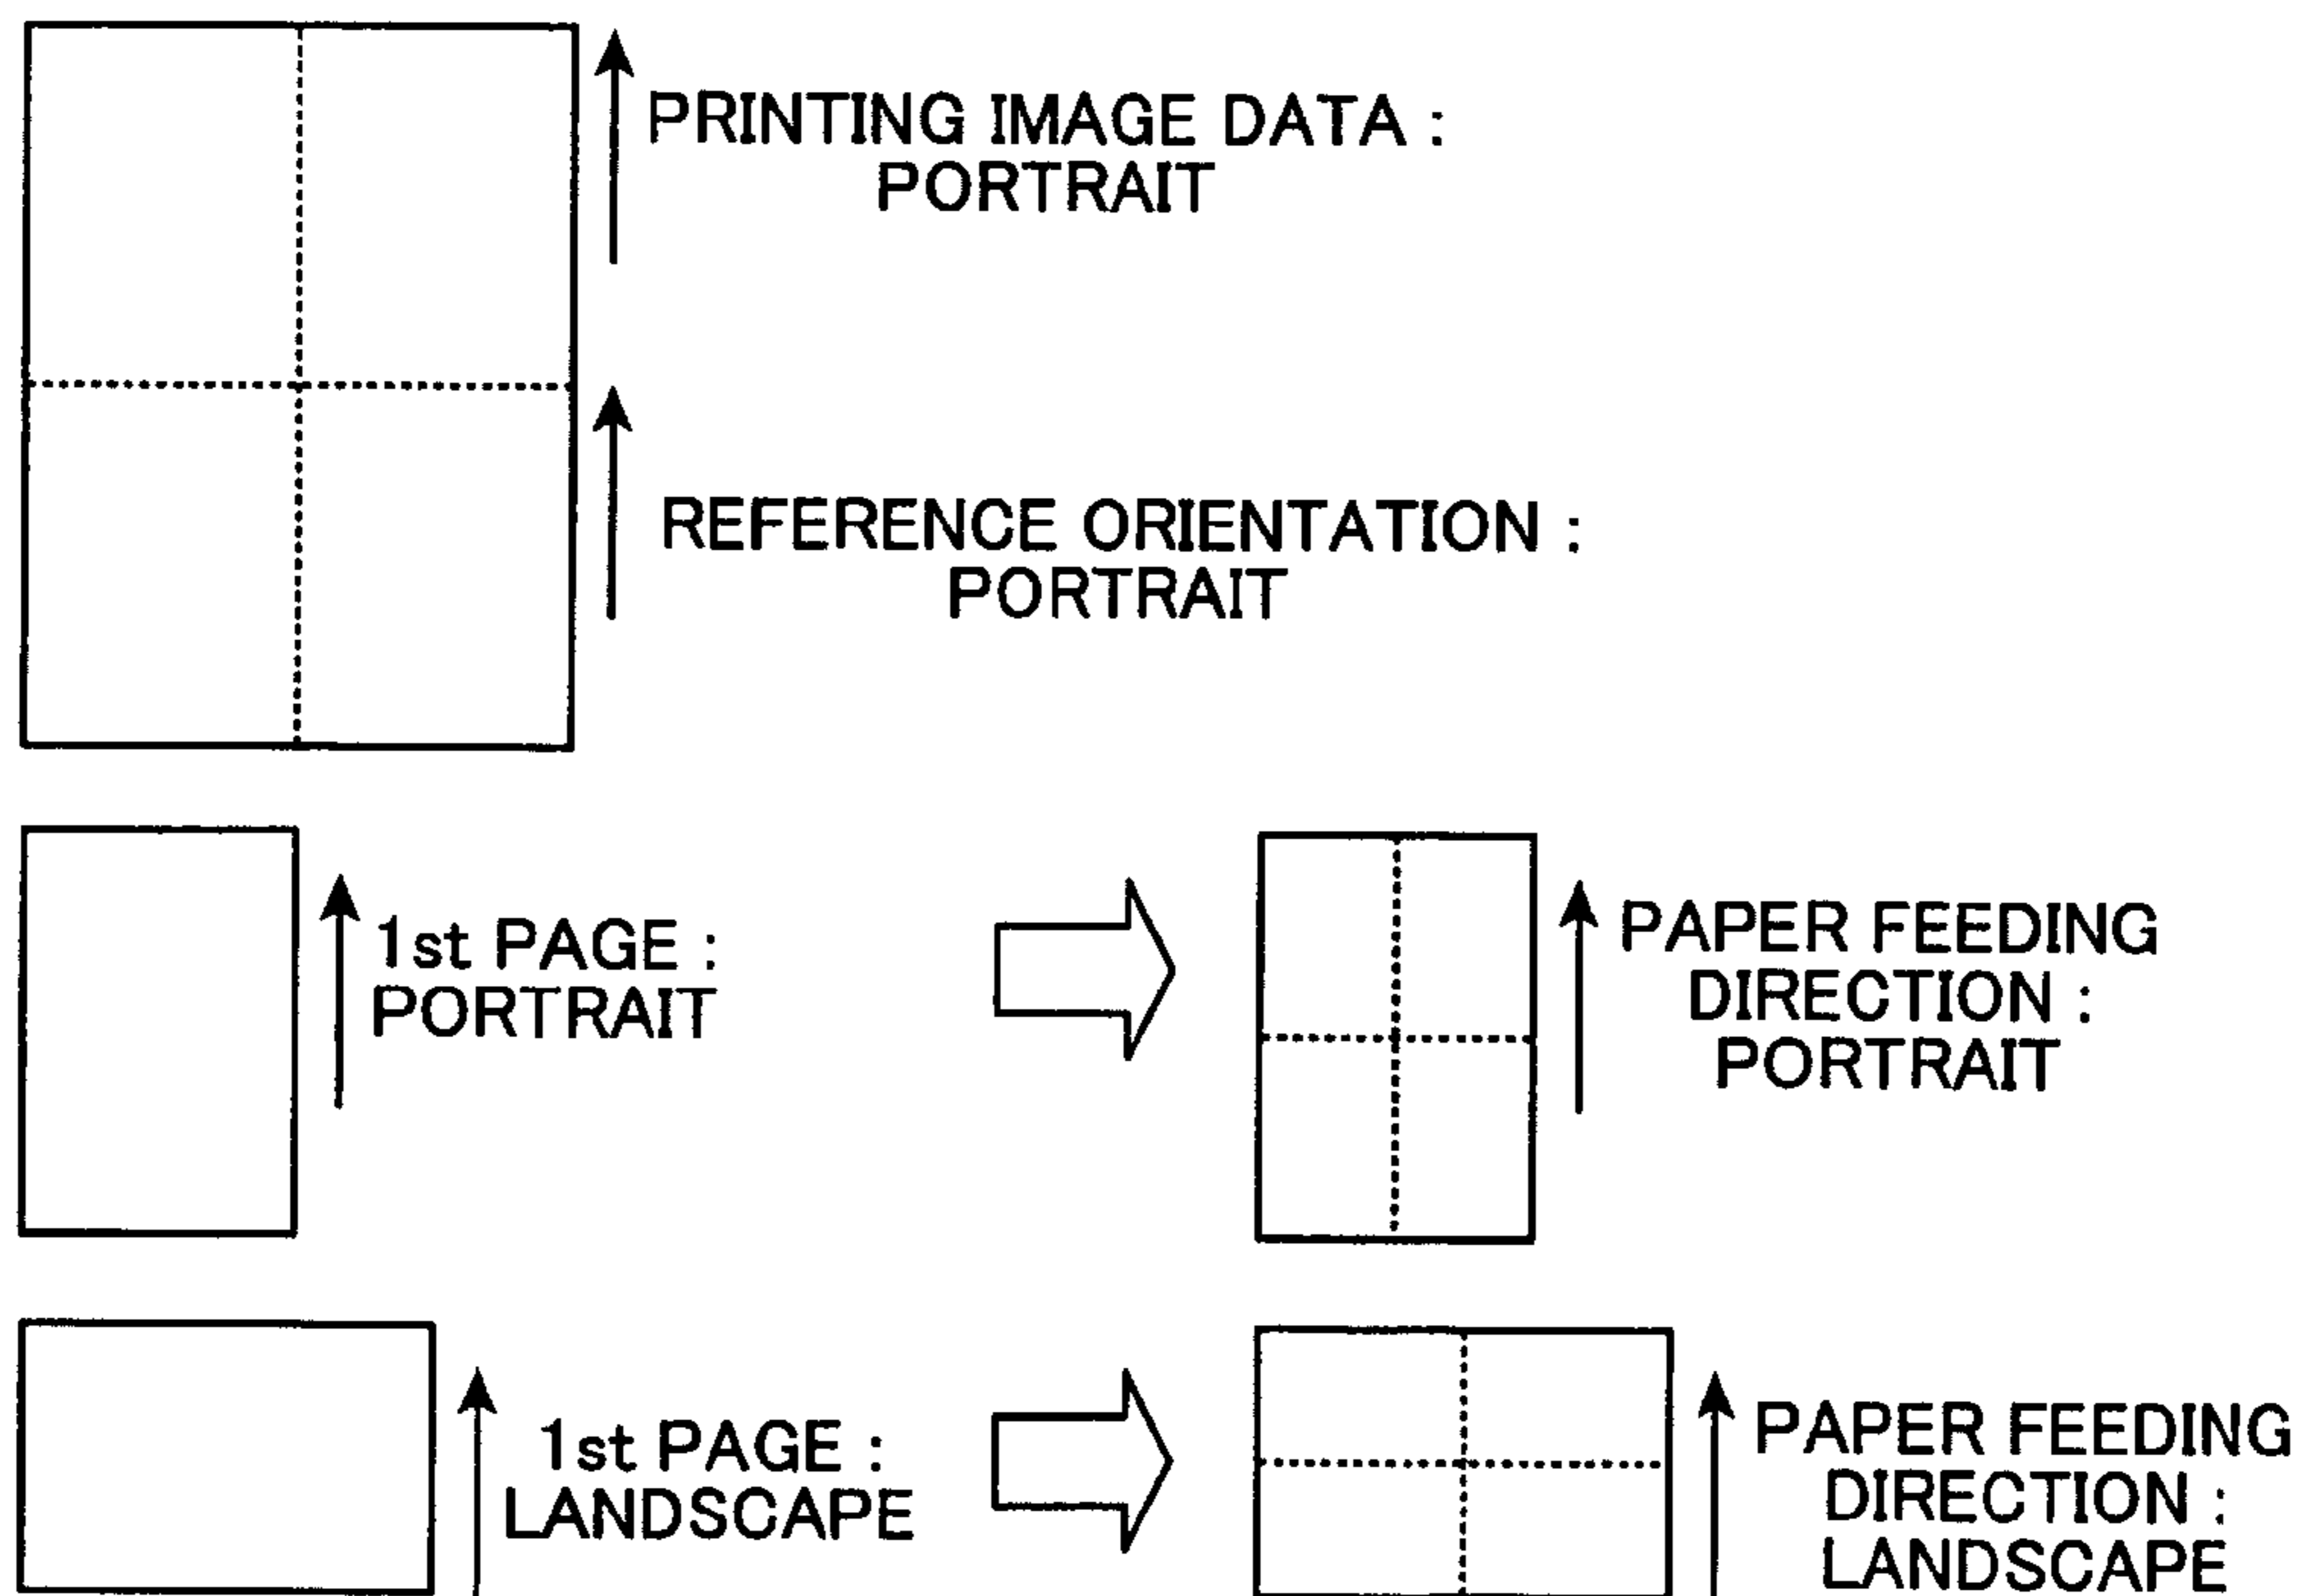 PRINTING IMAGE DATA :
PORTRAIT
REFERENCE ORIENTATION :
PORTRAIT
1st PAGE :
PORTRAIT
PAPER FEEDING
DIRECTION :
PORTRAIT
1st PAGE :
LANDSCAPE
PAPER FEEDING
DIRECTION :
LANDSCAPE